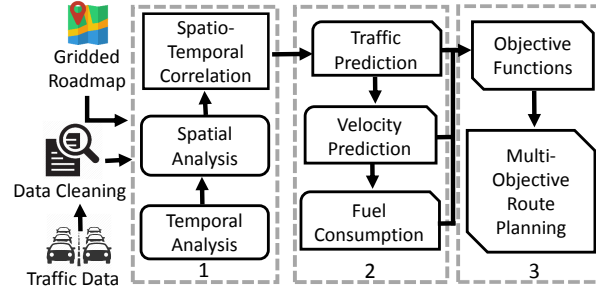 Gridded
Roadmap
Data Cleaning
Traffic Data
Spatio-
Temporal
Correlation
Spatial
Analysis
Temporal
Analysis
1
Traffic
Prediction
Velocity
Prediction
Fuel
Consumption
2
Objective
Functions
Multi-
Objective
Route
Planning
3